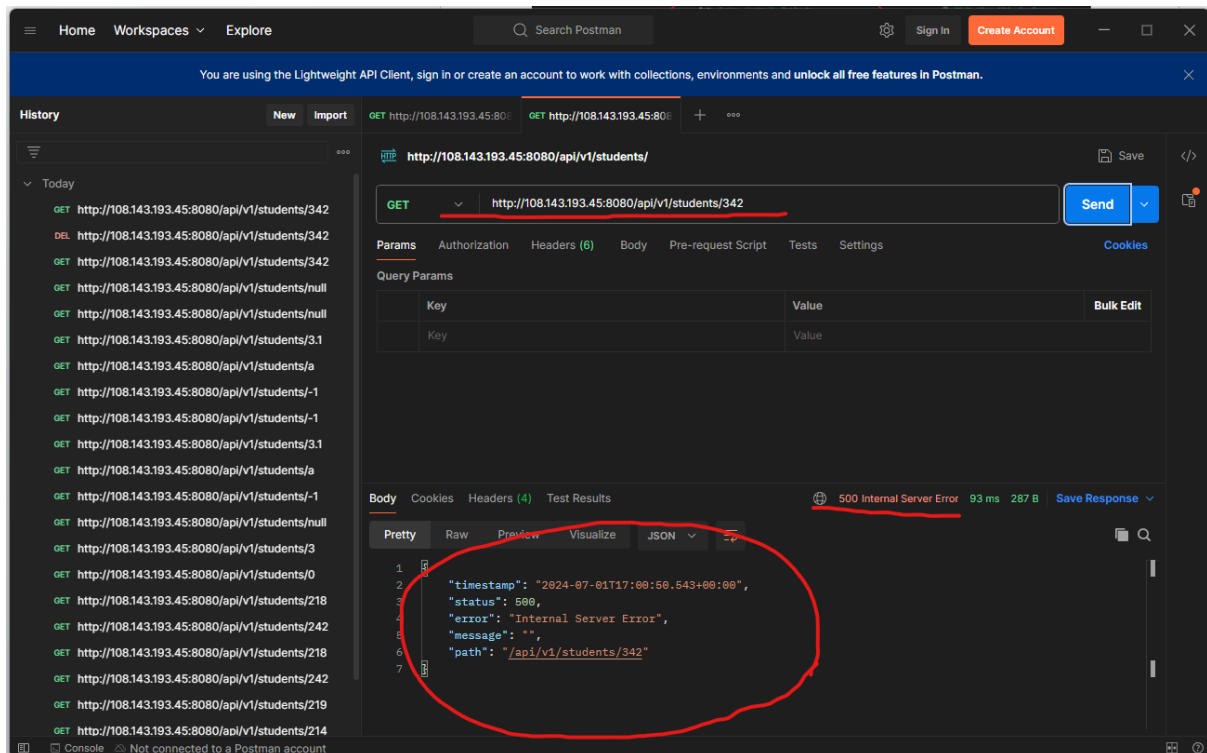 Home Workspaces Explore Search Postman Sign In Create Account
You are using the Lightweight API Client, sign in or create an account to work with collections, environments and unlock all free features in Postman.
History New Import GET http://108.143.193.45:808 GET http://108.143.193.45:808
HTTP http://108.143.193.45:8080/api/v1/students/ Save
Today
GET http://108.143.193.45:8080/api/v1/students/342
DEL http://108.143.193.45:8080/api/v1/students/342
GET http://108.143.193.45:8080/api/v1/students/342
GET http://108.143.193.45:8080/api/v1/students/null
GET http://108.143.193.45:8080/api/v1/students/null
GET http://108.143.193.45:8080/api/v1/students/3.1
GET http://108.143.193.45:8080/api/v1/students/a
GET http://108.143.193.45:8080/api/v1/students/-1
GET http://108.143.193.45:8080/api/v1/students/-1
GET http://108.143.193.45:8080/api/v1/students/3.1
GET http://108.143.193.45:8080/api/v1/students/a
GET http://108.143.193.45:8080/api/v1/students/-1
GET http://108.143.193.45:8080/api/v1/students/null
GET http://108.143.193.45:8080/api/v1/students/3
GET http://108.143.193.45:8080/api/v1/students/0
GET http://108.143.193.45:8080/api/v1/students/218
GET http://108.143.193.45:8080/api/v1/students/242
GET http://108.143.193.45:8080/api/v1/students/218
GET http://108.143.193.45:8080/api/v1/students/242
GET http://108.143.193.45:8080/api/v1/students/219
GET http://108.143.193.45:8080/api/v1/students/214
GET http://108.143.193.45:8080/api/v1/students/342 Send
Params Authorization Headers (6) Body Pre-request Script Tests Settings Cookies
Query Params
Key Value Bulk Edit
Key Value
Body Cookies Headers (4) Test Results 500 Internal Server Error 93 ms 287 B Save Response
Pretty Raw Preview Visualize JSON
1 {
2 "timestamp": "2024-07-01T17:00:50.543+00:00",
3 "status": 500,
4 "error": "Internal Server Error",
5 "message": "",
6 "path": "/api/v1/students/342"
7 }
Console Not connected to a Postman account